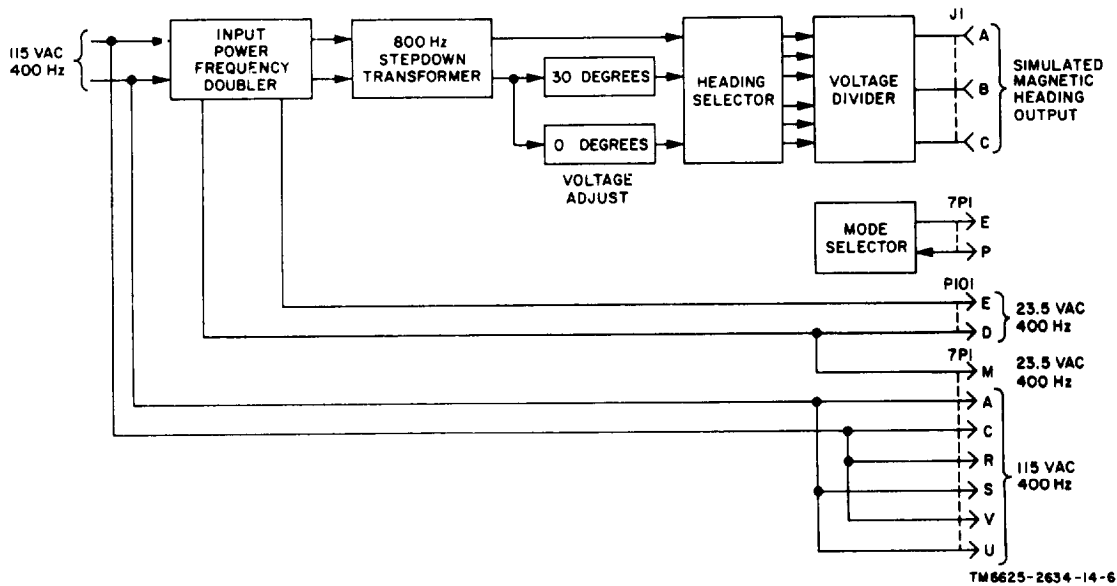 115 VAC
400 Hz
INPUT
POWER
FREQUENCY
DOUBLER
800 Hz
STEPDOWN
TRANSFORMER
30 DEGREES
0 DEGREES
VOLTAGE
ADJUST
HEADING
SELECTOR
VOLTAGE
DIVIDER
J1
A
B
C
SIMULATED
MAGNETIC
HEADING
OUTPUT
MODE
SELECTOR
7P1
E
P
P101
E
D
23.5 VAC
400 Hz
7P1
M
23.5 VAC
400 Hz
A
C
R
S
V
U
115 VAC
400 Hz
TM6625-2634-14-6